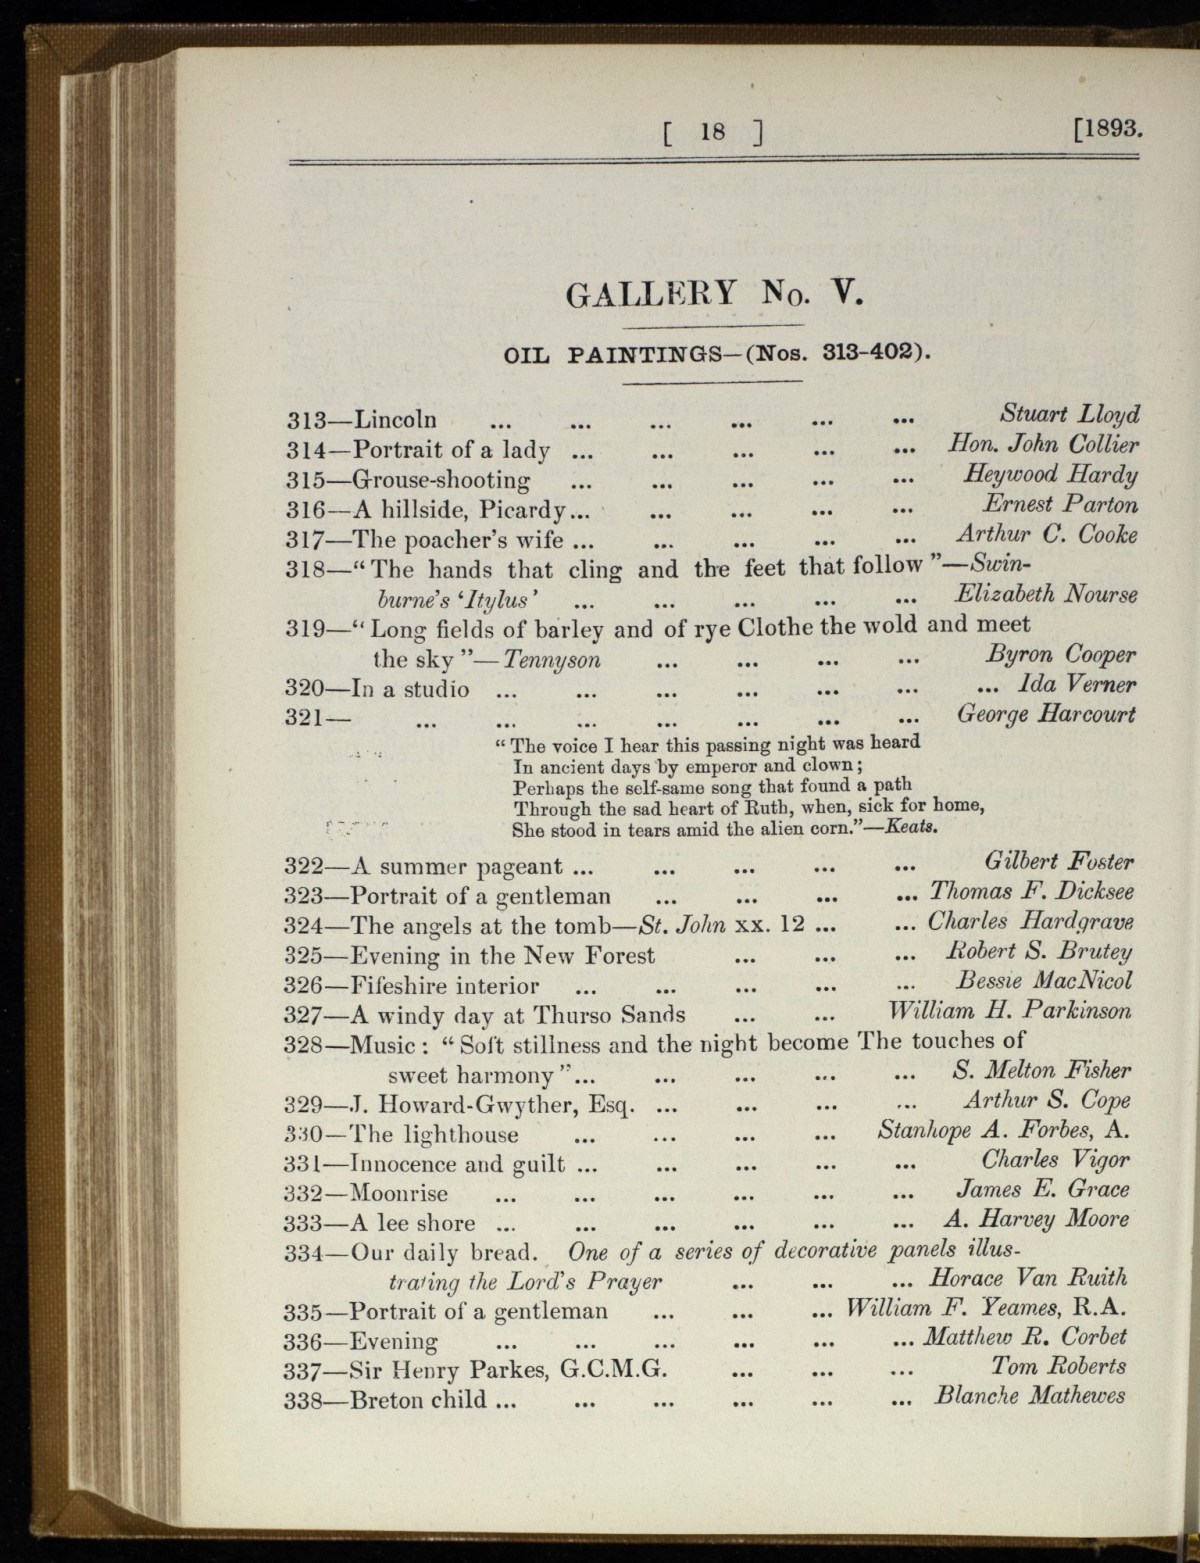 [ 18 ] [1893.
GALLERY No. V.
OIL PAINTINGS—(Nos. 313-402).
313—Lincoln ... ... ... ... ... ... Stuart Lloyd
314—Portrait of a lady ... ... ... ... ... Hon. John Collier
315—Grouse-shooting ... ... ... ... ... Heywood Hardy
316—A hillside, Picardy... ... ... ... ... Ernest Parton
317—The poacher's wife ... ... ... ... ... Arthur C. Cooke
318—“The hands that cling and the feet that follow”—Swin-
burne's ‘Itylus’ ... ... ... ... ... Elizabeth Nourse
319—“Long fields of barley and of rye Clothe the wold and meet
the sky”—Tennyson ... ... ... ... Byron Cooper
320—In a studio ... ... ... ... ... ... ... Ida Verner
321— ... ... ... ... ... ... ... George Harcourt
“The voice I hear this passing night was heard
In ancient days by emperor and clown;
Perhaps the self-same song that found a path
Through the sad heart of Ruth, when, sick for home,
She stood in tears amid the alien corn.”—Keats.
322—A summer pageant ... ... ... ... ... Gilbert Foster
323—Portrait of a gentleman ... ... ... ... Thomas F. Dicksee
324—The angels at the tomb—St. John xx. 12 ... ... Charles Hardgrave
325—Evening in the New Forest ... ... ... Robert S. Brutey
326—Fifeshire interior ... ... ... ... ... Bessie MacNicol
327—A windy day at Thurso Sands ... ... William H. Parkinson
328—Music: “Soft stillness and the night become The touches of
sweet harmony”... ... ... ... ... S. Melton Fisher
329—J. Howard-Gwyther, Esq. ... ... ... ... Arthur S. Cope
330—The lighthouse ... ... ... ... Stanhope A. Forbes, A.
331—Innocence and guilt ... ... ... ... ... Charles Vigor
332—Moonrise ... ... ... ... ... ... James E. Grace
333—A lee shore ... ... ... ... ... ... A. Harvey Moore
334—Our daily bread. One of a series of decorative panels illus-
trating the Lord's Prayer ... ... ... Horace Van Ruith
335—Portrait of a gentleman ... ... ... William F. Yeames, R.A.
336—Evening ... ... ... ... ... ... Matthew R. Corbet
337—Sir Henry Parkes, G.C.M.G. ... ... ... Tom Roberts
338—Breton child ... ... ... ... ... ... Blanche Mathewes